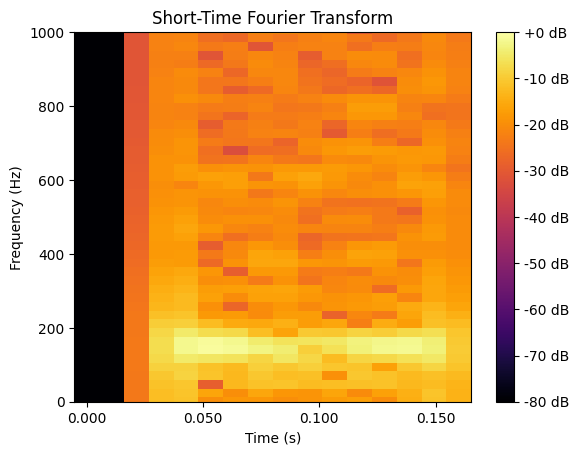 Short-Time Fourier Transform
1000
800
600
400
200
0
Frequency (Hz)
0.000
0.050
0.100
0.150
Time (s)
+0 dB
-10 dB
-20 dB
-30 dB
-40 dB
-50 dB
-60 dB
-70 dB
-80 dB